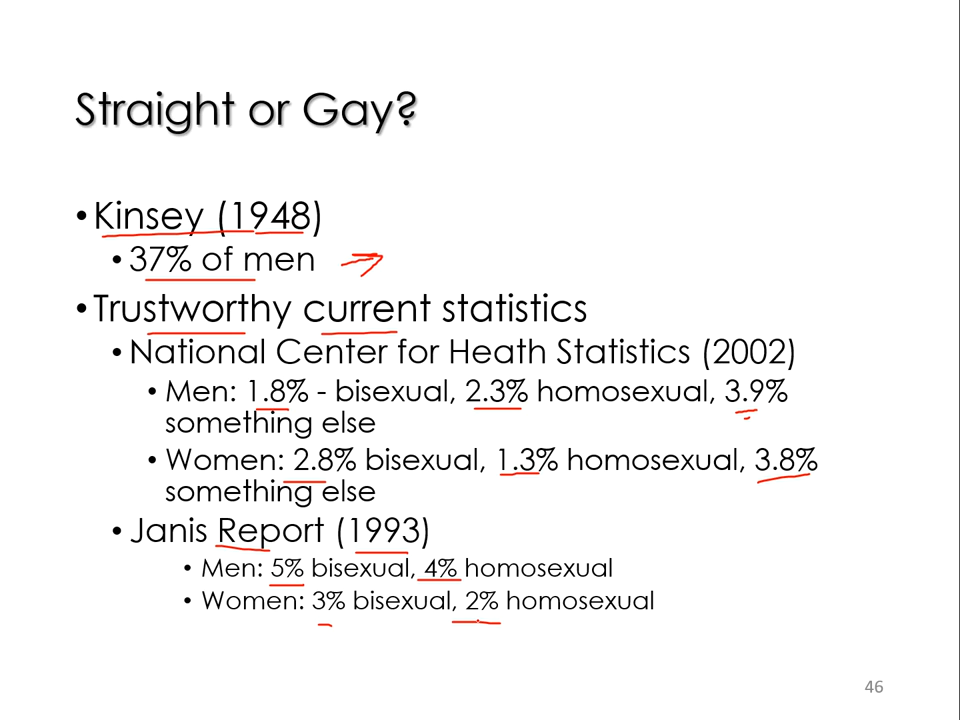 Straight or Gay?
• Kinsey (1948)
• 37% of men
• Trustworthy current statistics
• National Center for Heath Statistics (2002)
• Men: 1.8% - bisexual, 2.3% homosexual, 3.9%
something else
• Women: 2.8% bisexual, 1.3% homosexual, 3.8%
something else
• Janis Report (1993)
• Men: 5% bisexual, 4% homosexual
• Women: 3% bisexual, 2% homosexual
46